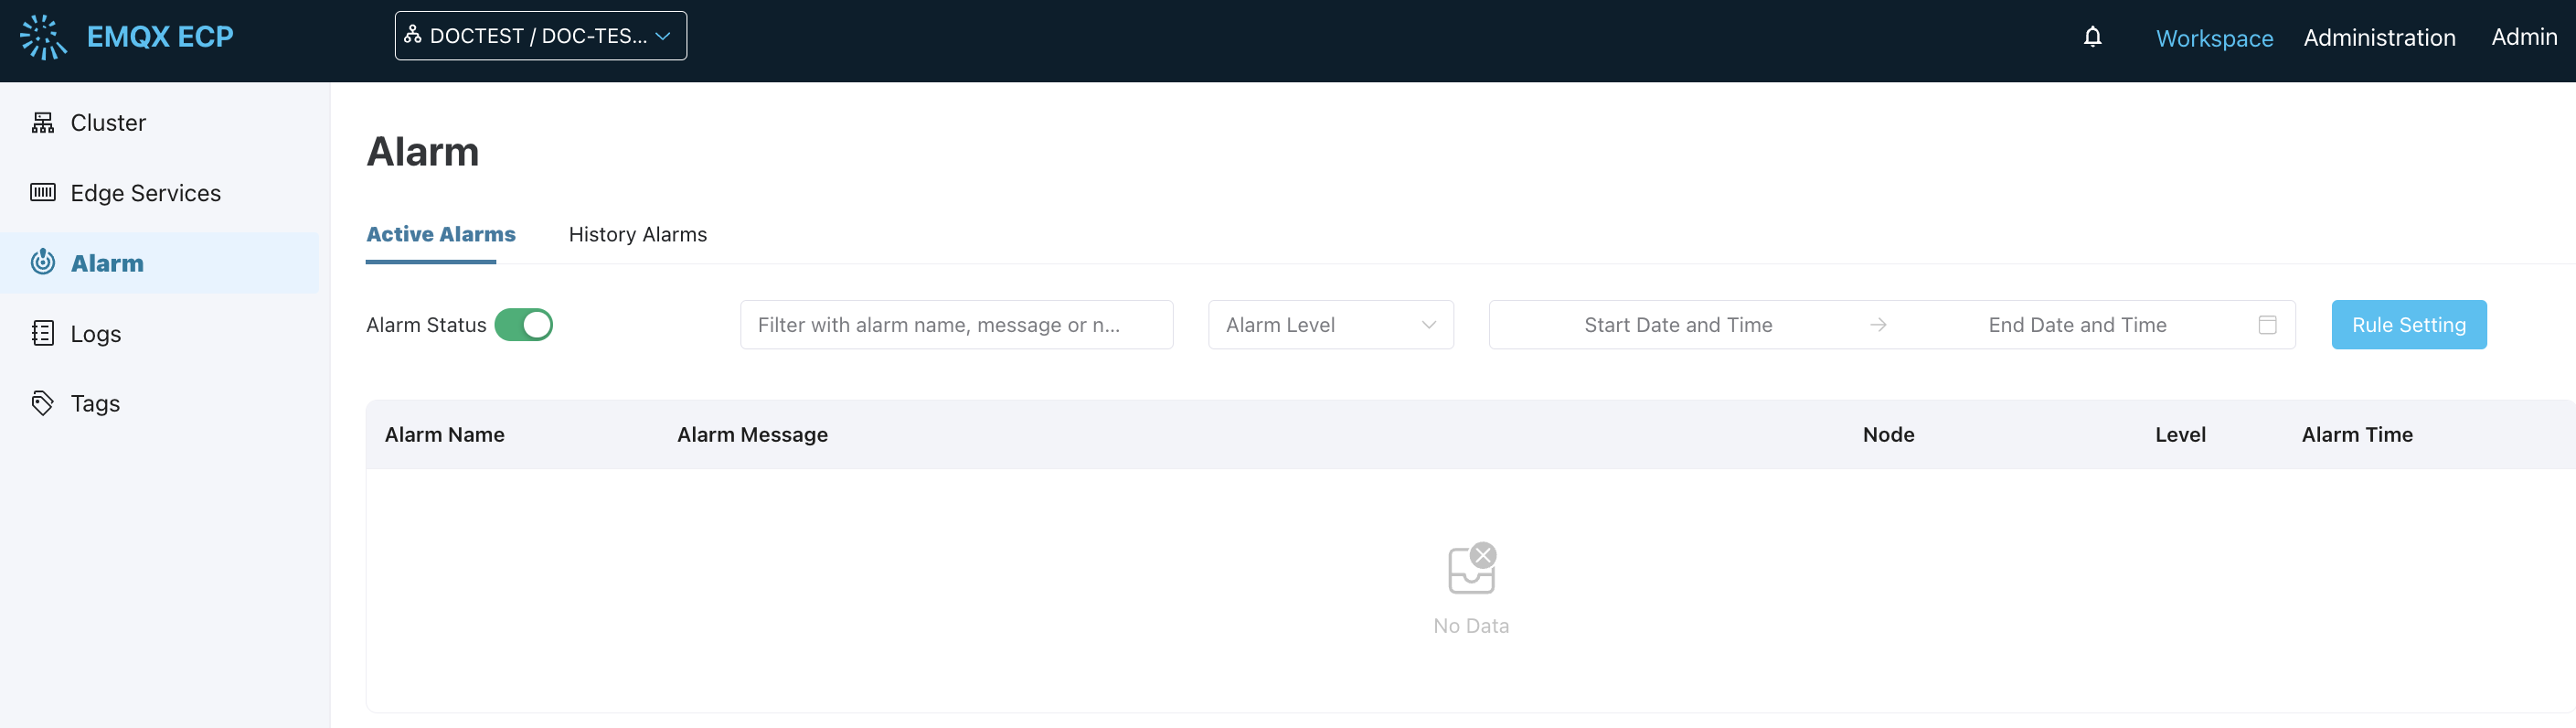 EMQX ECP
DOCTEST / DOC-TES...
Workspace
Administration
Admin
Cluster
Edge Services
Alarm
Logs
Tags
Alarm
Active Alarms
History Alarms
Alarm Status
Filter with alarm name, message or n...
Alarm Level
Start Date and Time
End Date and Time
Rule Setting
Alarm Name
Alarm Message
Node
Level
Alarm Time
No Data